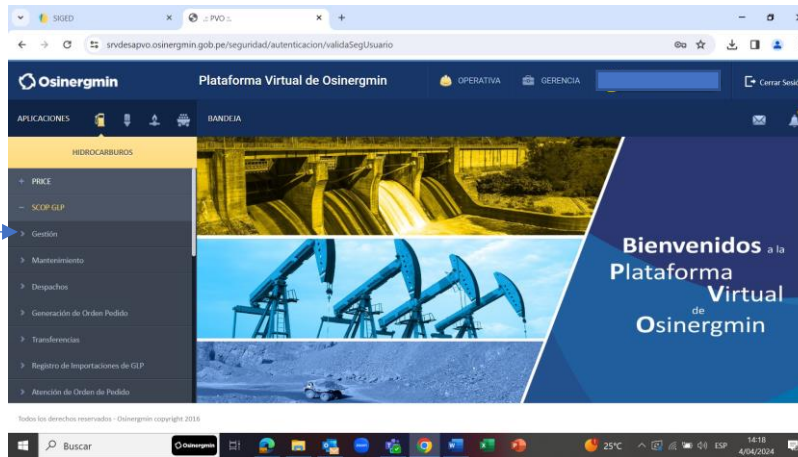 SIGED
.: PVO :.
srvdesapvo.osinergmin.gob.pe/seguridad/autenticacion/validaSegUsuario
Osinergmin
Plataforma Virtual de Osinergmin
OPERATIVA
GERENCIA
Cerrar Sesió
APLICACIONES
BANDEJA
HIDROCARBUROS
+ PRICE
− SCOP GLP
> Gestión
> Mantenimiento
> Despachos
> Generación de Orden Pedido
> Transferencias
> Registro de Importaciones de GLP
> Atención de Orden de Pedido
Bienvenidos a la
Plataforma
Virtual
de
Osinergmin
Todos los derechos reservados - Osinergmin copyright 2016
Buscar
Osinergmin
25°C
ESP
14:18
4/04/2024